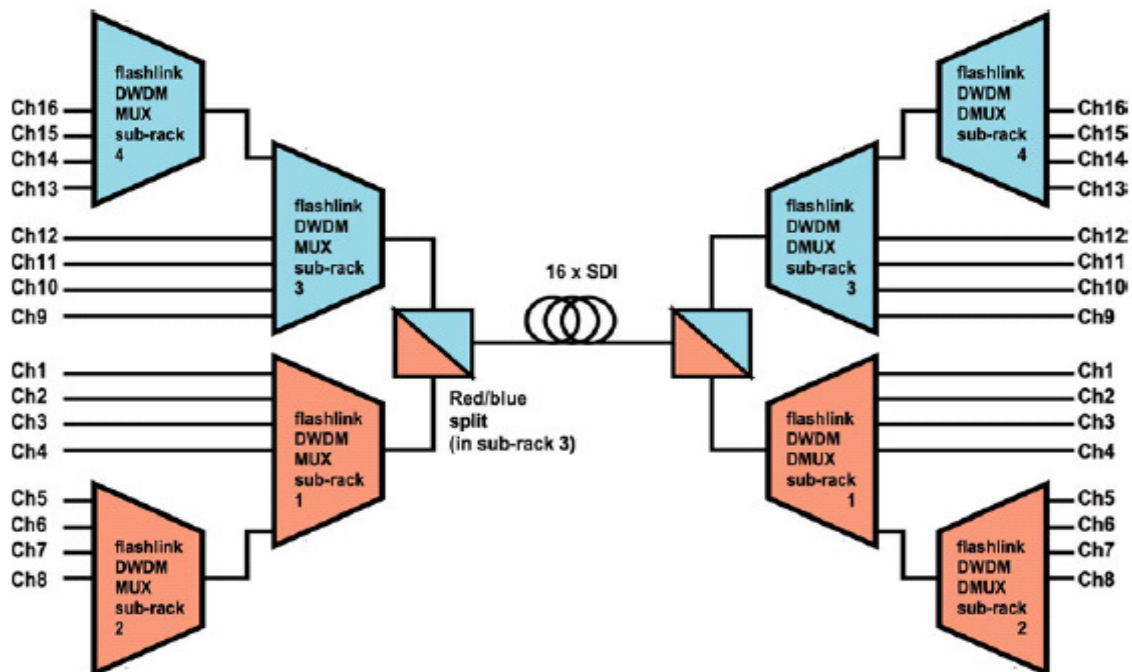 flashlink
DWDM
MUX
sub-rack
4
Ch16
Ch15
Ch14
Ch13
flashlink
DWDM
MUX
sub-rack
3
Ch12
Ch11
Ch10
Ch9
Ch1
Ch2
Ch3
Ch4
flashlink
DWDM
MUX
sub-rack
1
Ch5
Ch6
Ch7
Ch8
flashlink
DWDM
MUX
sub-rack
2
16 x SDI
Red/blue
split
(in sub-rack 3)
flashlink
DWDM
DMUX
sub-rack
4
Ch16
Ch15
Ch14
Ch13
flashlink
DWDM
DMUX
sub-rack
3
Ch12
Ch11
Ch10
Ch9
flashlink
DWDM
DMUX
sub-rack
1
Ch1
Ch2
Ch3
Ch4
flashlink
DWDM
DMUX
sub-rack
2
Ch5
Ch6
Ch7
Ch8